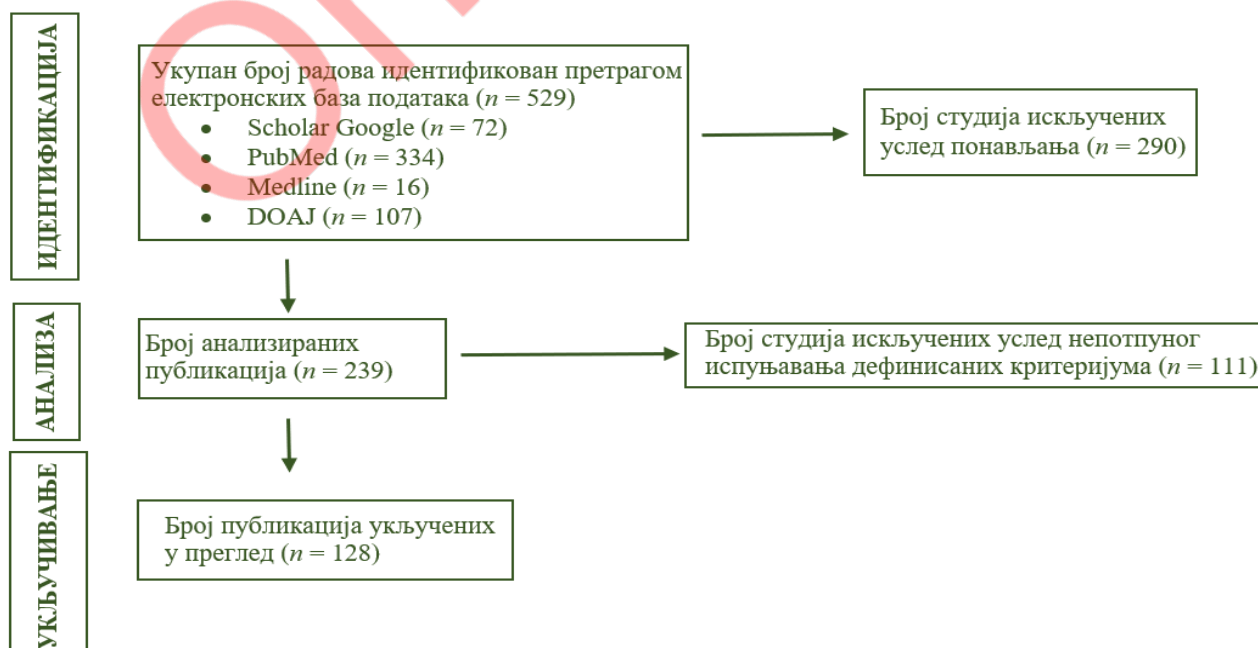 ИДЕНТИФИКАЦИЈА
Укупан број радова идентификован претрагом
електронских база података (n = 529)
• Scholar Google (n = 72)
• PubMed (n = 334)
• Medline (n = 16)
• DOAJ (n = 107)
Број студија искључених
услед понављања (n = 290)
АНАЛИЗА
Број анализираних
публикација (n = 239)
Број студија искључених услед непотпуног
испуњавања дефинисаних критеријума (n = 111)
УКЉУЧИВАЊЕ
Број публикација укључених
у преглед (n = 128)